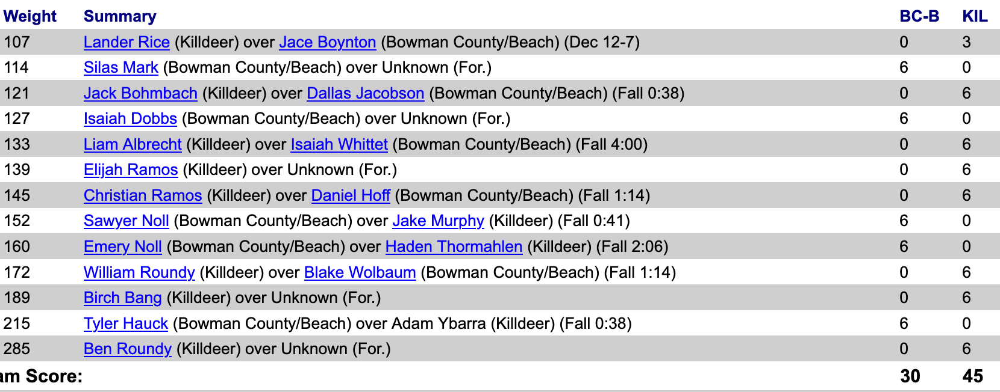 Weight Summary BC-B KIL
107 Lander Rice (Killdeer) over Jace Boynton (Bowman County/Beach) (Dec 12-7) 0 3
114 Silas Mark (Bowman County/Beach) over Unknown (For.) 6 0
121 Jack Bohmbach (Killdeer) over Dallas Jacobson (Bowman County/Beach) (Fall 0:38) 0 6
127 Isaiah Dobbs (Bowman County/Beach) over Unknown (For.) 6 0
133 Liam Albrecht (Killdeer) over Isaiah Whittet (Bowman County/Beach) (Fall 4:00) 0 6
139 Elijah Ramos (Killdeer) over Unknown (For.) 0 6
145 Christian Ramos (Killdeer) over Daniel Hoff (Bowman County/Beach) (Fall 1:14) 0 6
152 Sawyer Noll (Bowman County/Beach) over Jake Murphy (Killdeer) (Fall 0:41) 6 0
160 Emery Noll (Bowman County/Beach) over Haden Thormahlen (Killdeer) (Fall 2:06) 6 0
172 William Roundy (Killdeer) over Blake Wolbaum (Bowman County/Beach) (Fall 1:14) 0 6
189 Birch Bang (Killdeer) over Unknown (For.) 0 6
215 Tyler Hauck (Bowman County/Beach) over Adam Ybarra (Killdeer) (Fall 0:38) 6 0
285 Ben Roundy (Killdeer) over Unknown (For.) 0 6
am Score: 30 45